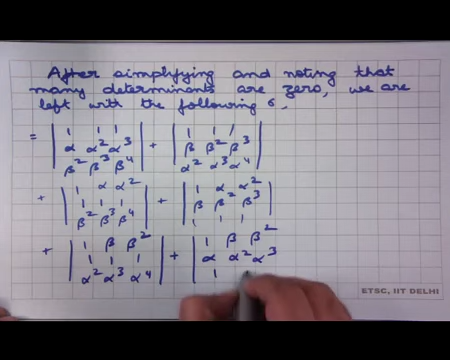 After simplifying and noting that
many determinants are zero, we are
left with the following 6.
= | 1 1 1 | + | 1 1 1 |
| α α² α³ | | β β² β³ |
| β² β³ β⁴ | | α² α³ α⁴ |
+ | 1 α α² | + | 1 α α² |
| 1 1 1 | | β β² β³ |
| β² β³ β⁴ | | 1 1 1 |
+ | 1 β β² | + | 1 β β² |
| 1 1 1 | | α α² α³ |
| α² α³ α⁴ | | 1
ETSC, IIT DELHI